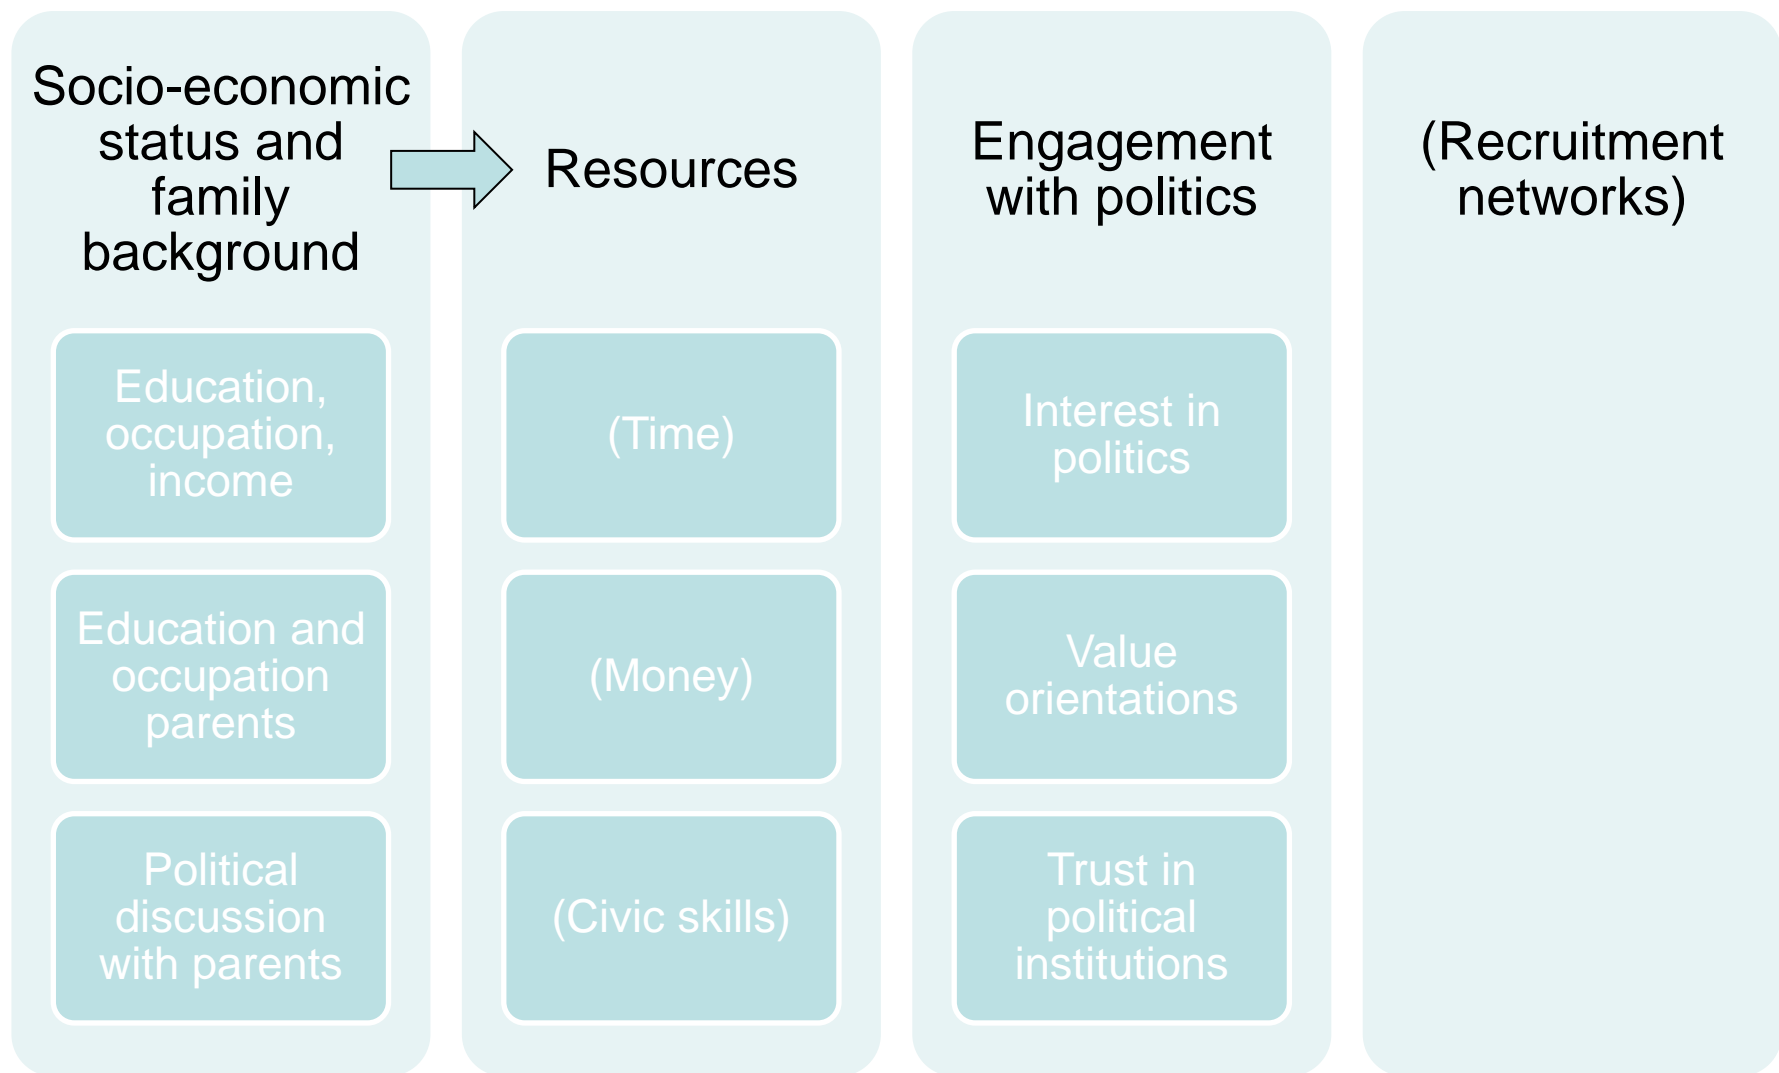 Socio-economic
status and
family
background
Education,
occupation,
income
Education and
occupation
parents
Political
discussion
with parents
Resources
(Time)
(Money)
(Civic skills)
Engagement
with politics
Interest in
politics
Value
orientations
Trust in
political
institutions
(Recruitment
networks)